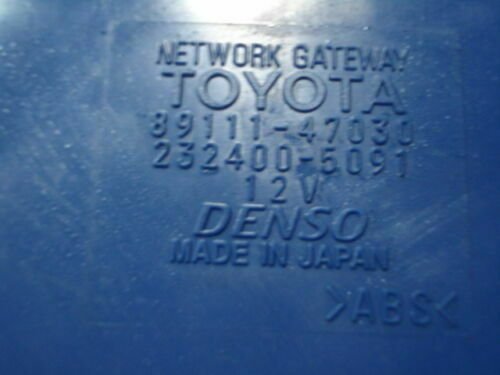 NETWORK GATEWAY
TOYOTA
89111-47030
232400-5091
12V
DENSO
MADE IN JAPAN
>ABS<